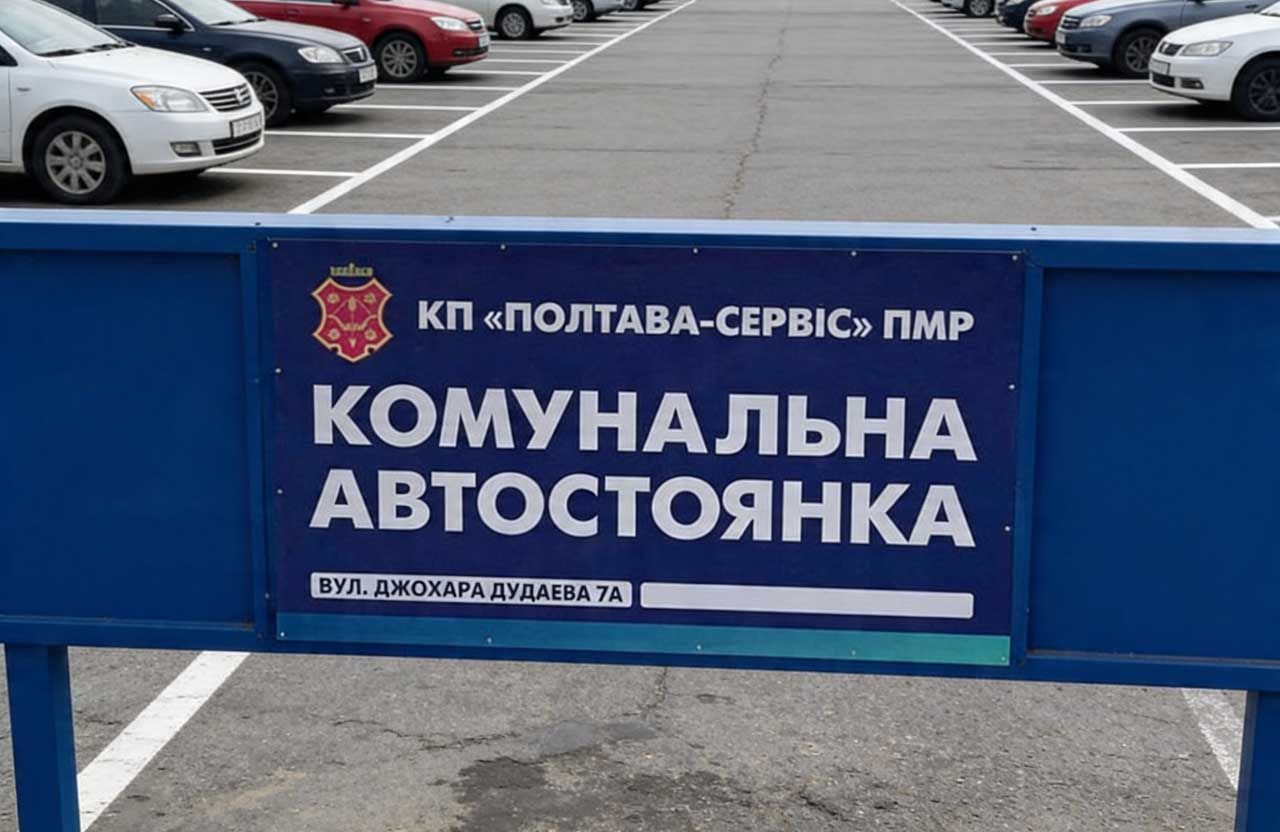 КП «ПОЛТАВА-СЕРВІС» ПМР
КОМУНАЛЬНА
АВТОСТОЯНКА
ВУЛ. ДЖОХАРА ДУДАЕВА 7А